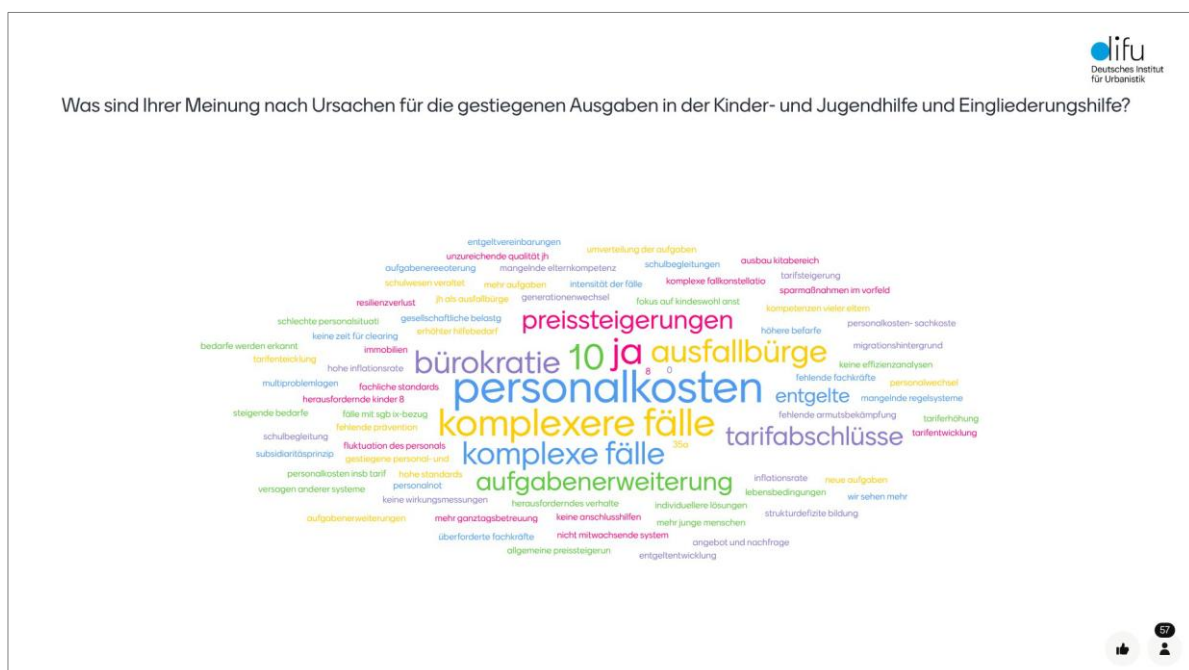 difu
Deutsches Institut
für Urbanistik
Was sind Ihrer Meinung nach Ursachen für die gestiegenen Ausgaben in der Kinder- und Jugendhilfe und Eingliederungshilfe?
entgeltvereinbarungen
umverteilung der aufgaben
unzureichende qualität jh
ausbau kitabereich
aufgabenereeoterung
mangelnde elternkompetenz
schulbegleitungen
tarifsteigerung
schulwesen veraltet
mehr aufgaben
intensität der fälle
komplexe fallkonstellatio
sparmaßnahmen im vorfeld
resilienzverlust
jh als ausfallbürge
generationenwechsel
fokus auf kindeswohl anst
kompetenzen vieler eltern
schlechte personalsituati
gesellschaftliche belastg
preissteigerungen
personalkosten- sachkoste
keine zeit für clearing
erhöhter hilfebedarf
höhere befarfe
bedarfe werden erkannt
immobilien
bürokratie
10
ja
ausfallbürge
migrationshintergrund
tarifenteicklung
hohe inflationsrate
8
0
keine effizienzanalysen
multiproblemlagen
fachliche standards
personalkosten
fehlende fachkräfte
personalwechsel
herausfordernde kinder 8
entgelte
mangelnde regelsysteme
steigende bedarfe
fälle mit sgb ix-bezug
komplexere fälle
fehlende armutsbekämpfung
tariferhöhung
fehlende prävention
schulbegleitung
tarifabschlüsse
tarifentwicklung
fluktuation des personals
35a
subsidiaritäsprinzip
gestiegene personal- und
komplexe fälle
personalkosten insb tarif
hohe standards
aufgabenerweiterung
inflationsrate
neue aufgaben
versagen anderer systeme
personalnot
lebensbedingungen
wir sehen mehr
keine wirkungsmessungen
herausforderndes verhalte
individuellere lösungen
strukturdefizite bildung
aufgabenerweiterungen
mehr ganztagsbetreuung
keine anschlusshilfen
mehr junge menschen
überforderte fachkräfte
nicht mitwachsende system
angebot und nachfrage
allgemeine preissteigerun
entgeltentwicklung
57